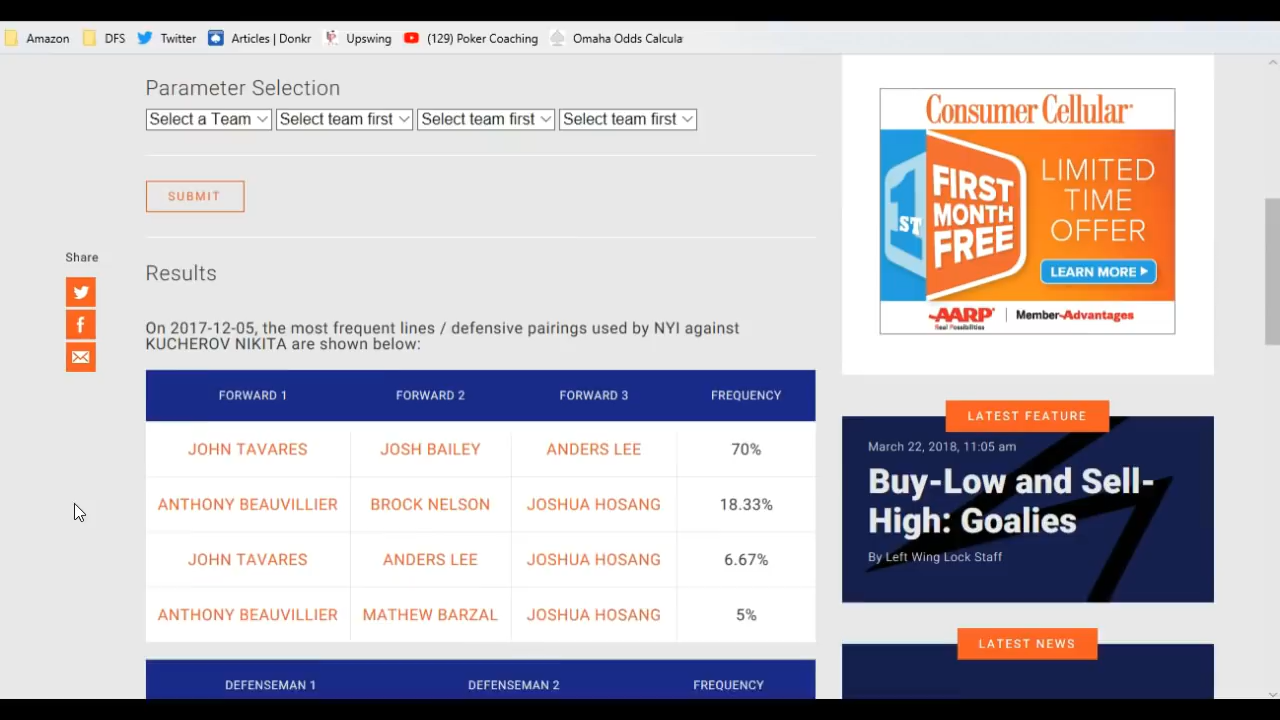 Amazon DFS Twitter Articles | Donkr Upswing (129) Poker Coaching Omaha Odds Calcula
Parameter Selection
Select a Team Select team first Select team first Select team first
SUBMIT
Share
Results
On 2017-12-05, the most frequent lines / defensive pairings used by NYI against
KUCHEROV NIKITA are shown below:
FORWARD 1 FORWARD 2 FORWARD 3 FREQUENCY
JOHN TAVARES JOSH BAILEY ANDERS LEE 70%
ANTHONY BEAUVILLIER BROCK NELSON JOSHUA HOSANG 18.33%
JOHN TAVARES ANDERS LEE JOSHUA HOSANG 6.67%
ANTHONY BEAUVILLIER MATHEW BARZAL JOSHUA HOSANG 5%
DEFENSEMAN 1 DEFENSEMAN 2 FREQUENCY
Consumer Cellular
1ST
FIRST
MONTH
FREE
LIMITED
TIME
OFFER
LEARN MORE
AARP Real Possibilities | Member Advantages
LATEST FEATURE
March 22, 2018, 11:05 am
Buy-Low and Sell-
High: Goalies
By Left Wing Lock Staff
LATEST NEWS